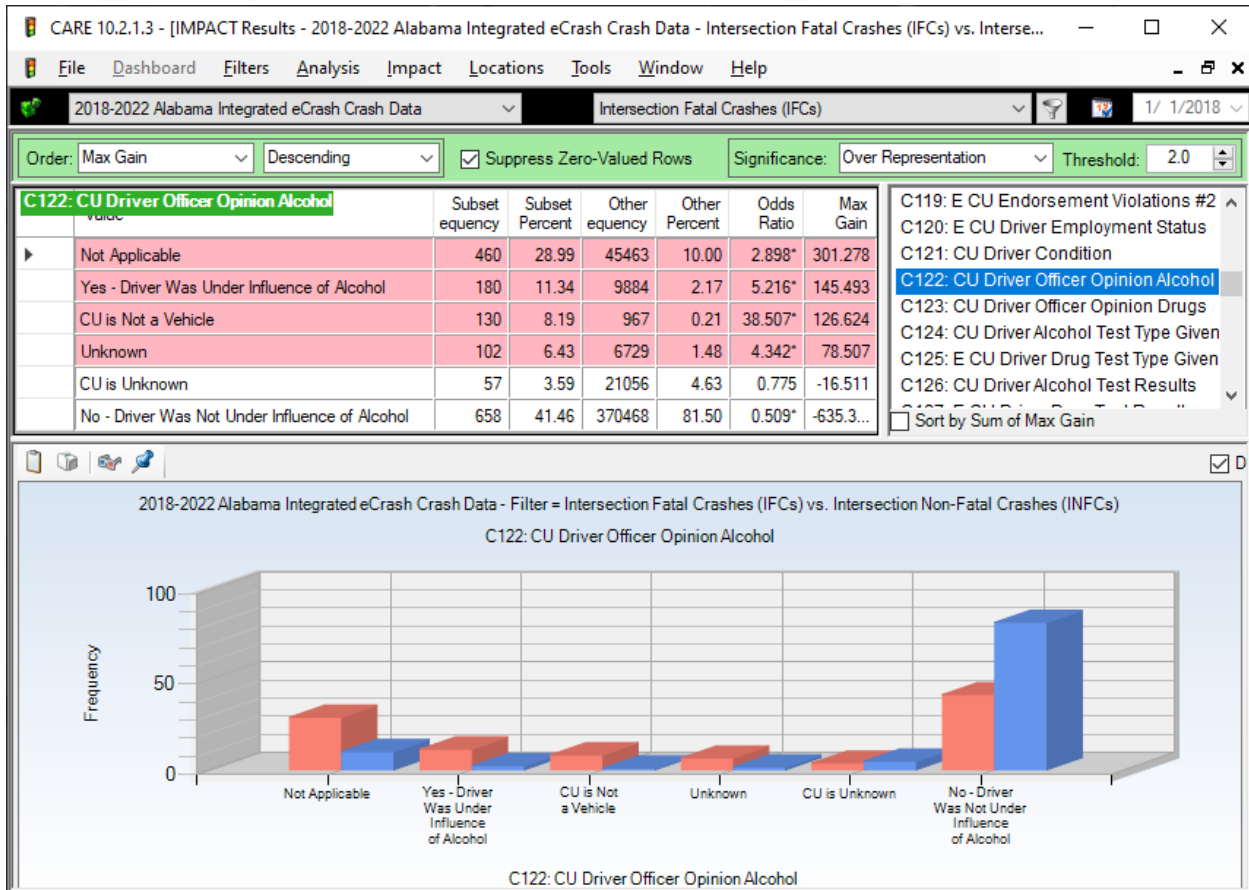 CARE 10.2.1.3 - [IMPACT Results - 2018-2022 Alabama Integrated eCrash Crash Data - Intersection Fatal Crashes (IFCs) vs. Interse...
File Dashboard Filters Analysis Impact Locations Tools Window Help
2018-2022 Alabama Integrated eCrash Crash Data Intersection Fatal Crashes (IFCs) 1/ 1/2018
Order: Max Gain Descending Suppress Zero-Valued Rows Significance: Over Representation Threshold: 2.0
C122: CU Driver Officer Opinion Alcohol
Subset Subset Other Other Odds Max
equency Percent equency Percent Ratio Gain
Not Applicable 460 28.99 45463 10.00 2.898* 301.278
Yes - Driver Was Under Influence of Alcohol 180 11.34 9884 2.17 5.216* 145.493
CU is Not a Vehicle 130 8.19 967 0.21 38.507* 126.624
Unknown 102 6.43 6729 1.48 4.342* 78.507
CU is Unknown 57 3.59 21056 4.63 0.775 -16.511
No - Driver Was Not Under Influence of Alcohol 658 41.46 370468 81.50 0.509* -635.3...
C119: E CU Endorsement Violations #2
C120: E CU Driver Employment Status
C121: CU Driver Condition
C122: CU Driver Officer Opinion Alcohol
C123: CU Driver Officer Opinion Drugs
C124: CU Driver Alcohol Test Type Given
C125: E CU Driver Drug Test Type Given
C126: CU Driver Alcohol Test Results
Sort by Sum of Max Gain
D
2018-2022 Alabama Integrated eCrash Crash Data - Filter = Intersection Fatal Crashes (IFCs) vs. Intersection Non-Fatal Crashes (INFCs)
C122: CU Driver Officer Opinion Alcohol
100
50
0
Frequency
Not Applicable
Yes - Driver
Was Under
Influence
of Alcohol
CU is Not
a Vehicle
Unknown
CU is Unknown
No - Driver
Was Not Under
Influence
of Alcohol
C122: CU Driver Officer Opinion Alcohol